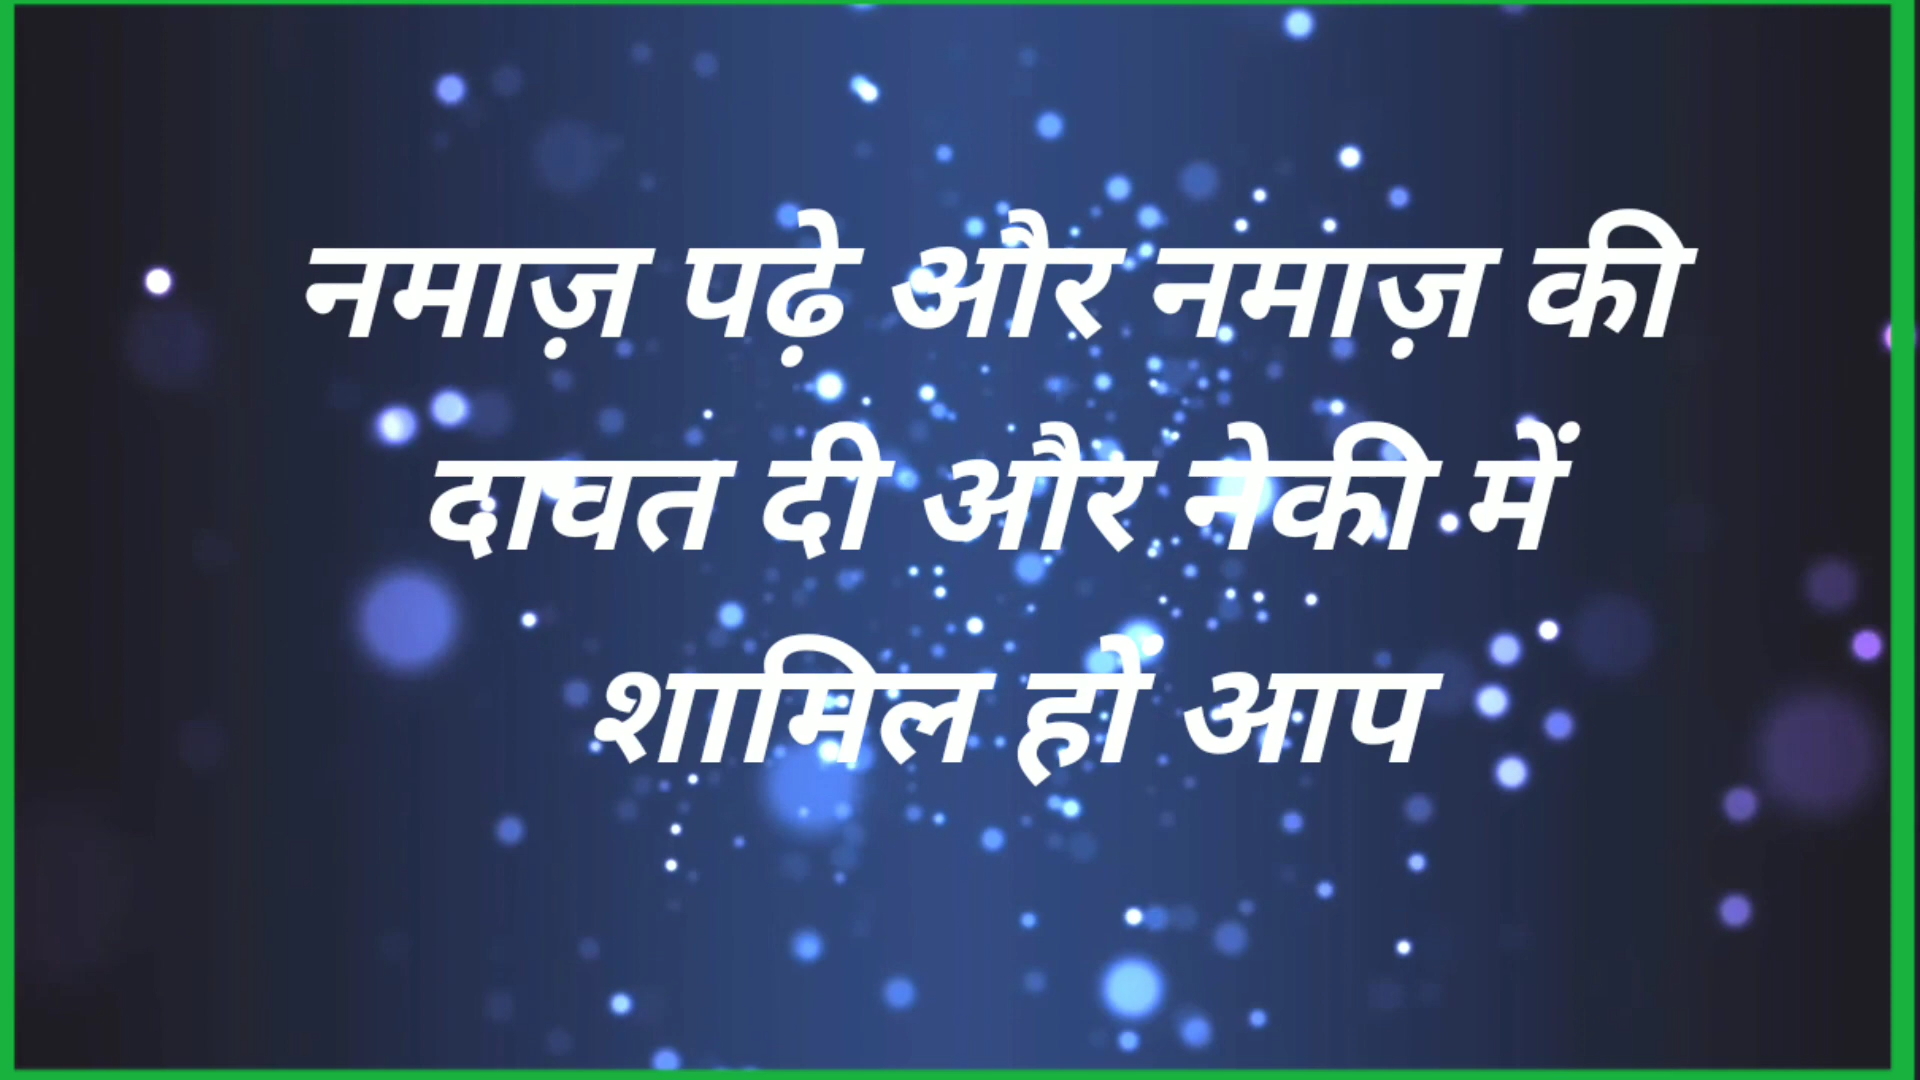 नमाज़ पढ़े और नमाज़ की
दावत दी और नेकी में
शामिल हो आप